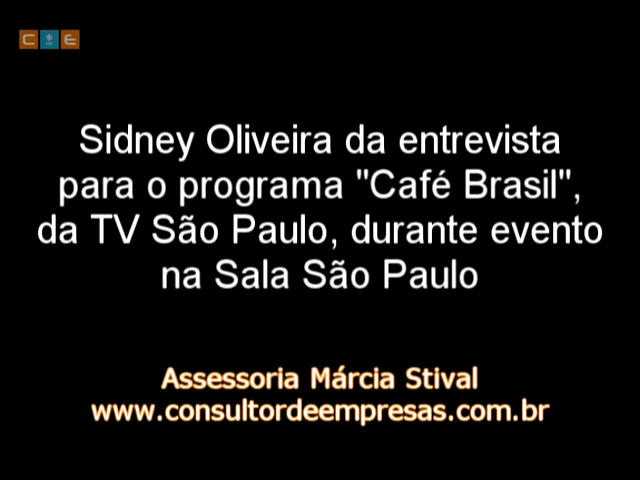 C E
Sidney Oliveira da entrevista
para o programa "Café Brasil",
da TV São Paulo, durante evento
na Sala São Paulo
Assessoria Márcia Stival
www.consultordeempresas.com.br